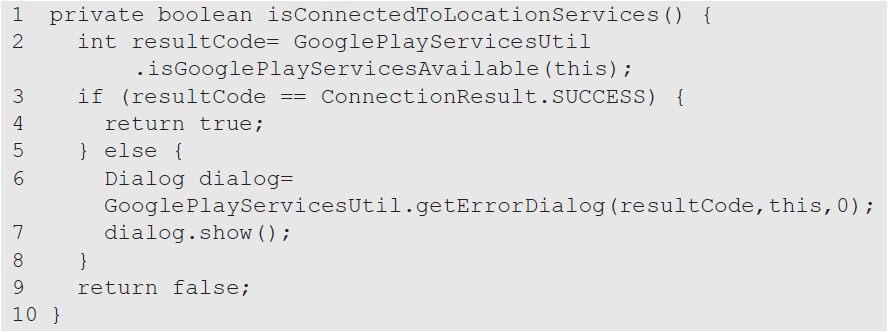 1 private boolean isConnectedToLocationServices() {
2 int resultCode= GooglePlayServicesUtil
.isGooglePlayServicesAvailable(this);
3 if (resultCode == ConnectionResult.SUCCESS) {
4 return true;
5 } else {
6 Dialog dialog=
GooglePlayServicesUtil.getErrorDialog(resultCode,this,0);
7 dialog.show();
8 }
9 return false;
10 }